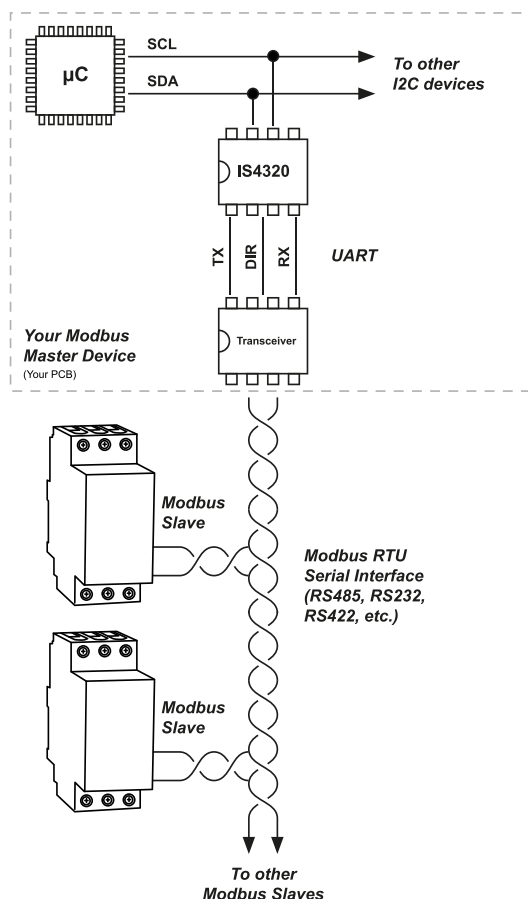 SCL
µC
SDA
To other
I2C devices
IS4320
TX
DIR
RX
UART
Transceiver
Your Modbus
Master Device
(Your PCB)
Modbus
Slave
Modbus RTU
Serial Interface
(RS485, RS232,
RS422, etc.)
Modbus
Slave
To other
Modbus Slaves